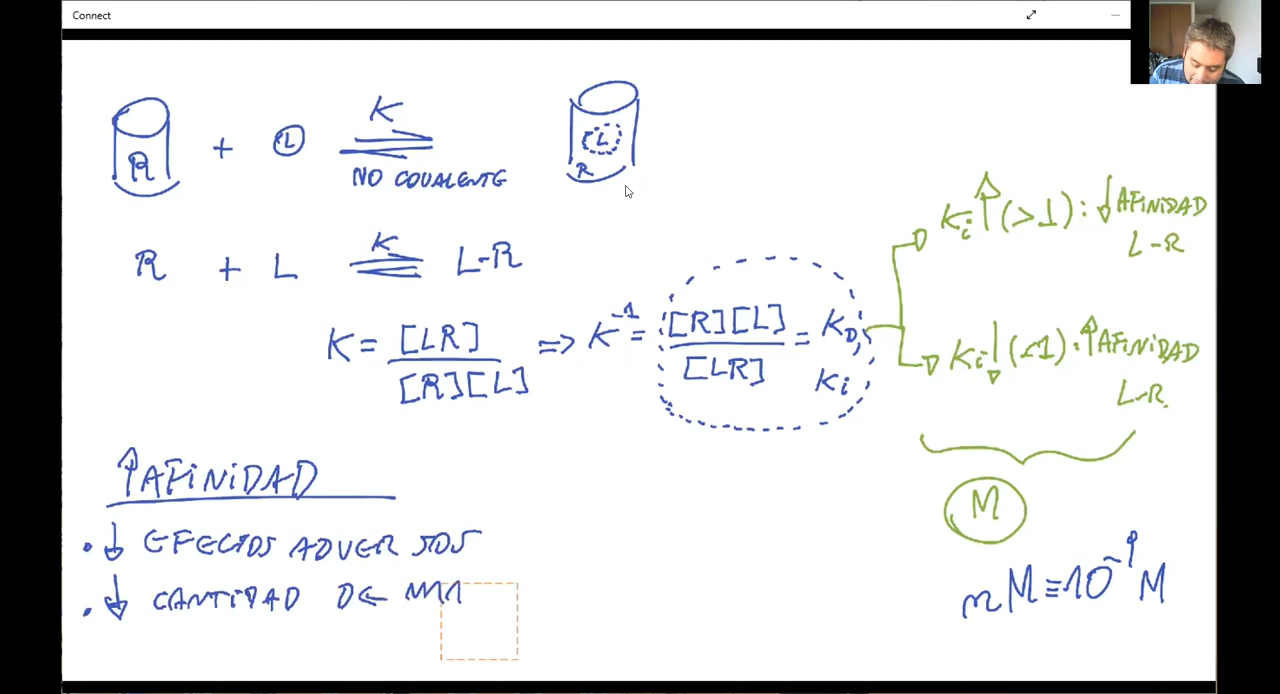 Connect
R + L K L R
NO COVALENTE
R + L K L-R
K = [LR] / [R][L] => K⁻¹ = [R][L] / [LR] = KD, Ki
Ki ↑ (>1): ↓ AFINIDAD
L-R
Ki ↓ (<1): ↑ AFINIDAD
L-R.
M
↑ AFINIDAD
• ↓ EFECTOS ADVERSOS
• ↓ CANTIDAD DE
nM ≡ 10⁻⁹ M